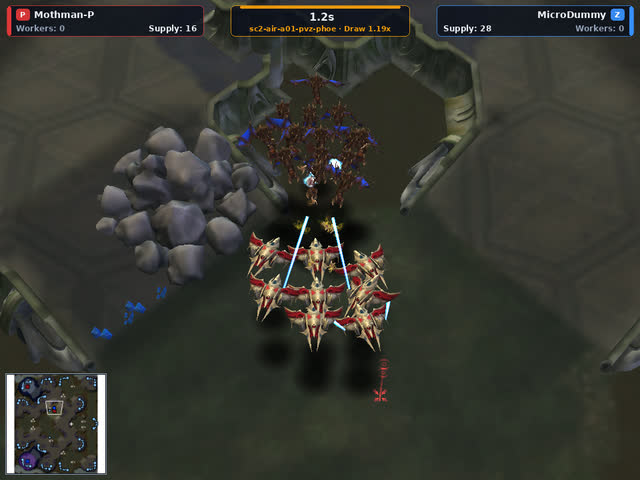 P Mothman-P
Workers: 0 Supply: 16
1.2s
sc2-air-a01-pvz-phoe · Draw 1.19x
MicroDummy Z
Supply: 28 Workers: 0